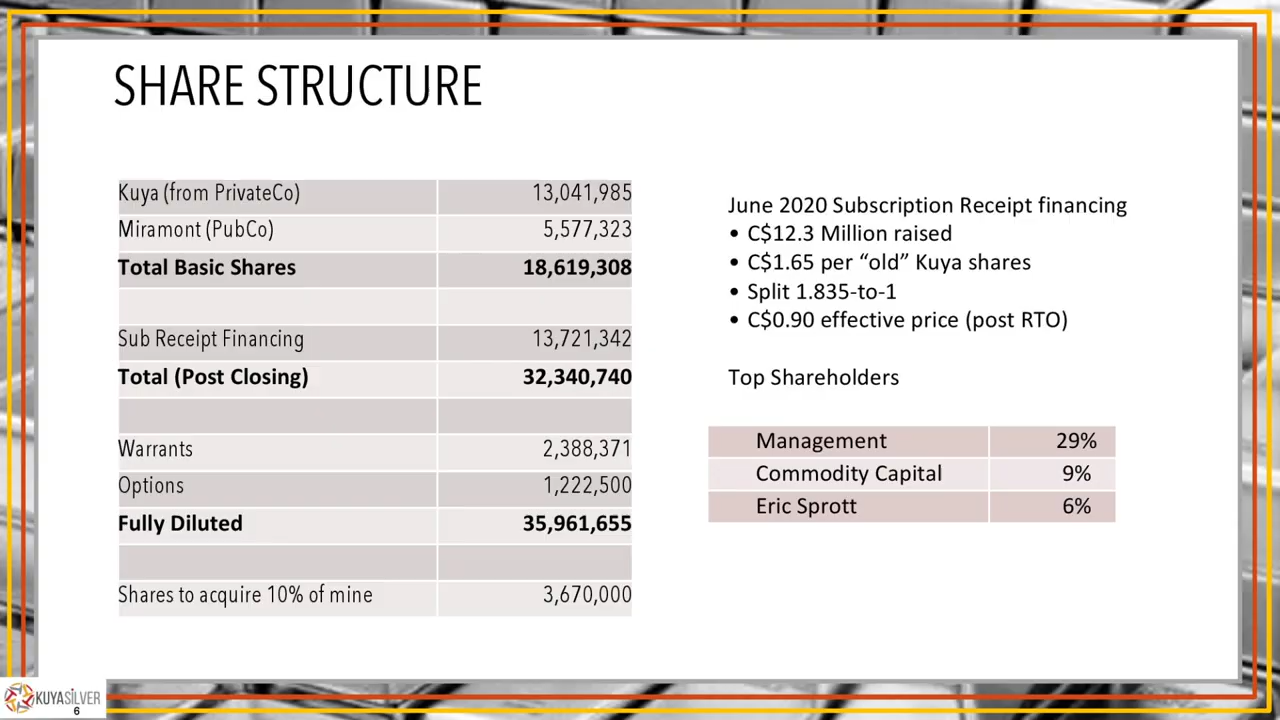 SHARE STRUCTURE
Kuya (from PrivateCo) 13,041,985
Miramont (PubCo) 5,577,323
Total Basic Shares 18,619,308
Sub Receipt Financing 13,721,342
Total (Post Closing) 32,340,740
Warrants 2,388,371
Options 1,222,500
Fully Diluted 35,961,655
Shares to acquire 10% of mine 3,670,000
June 2020 Subscription Receipt financing
• C$12.3 Million raised
• C$1.65 per “old” Kuya shares
• Split 1.835-to-1
• C$0.90 effective price (post RTO)
Top Shareholders
Management 29%
Commodity Capital 9%
Eric Sprott 6%
KUYASILVER
6